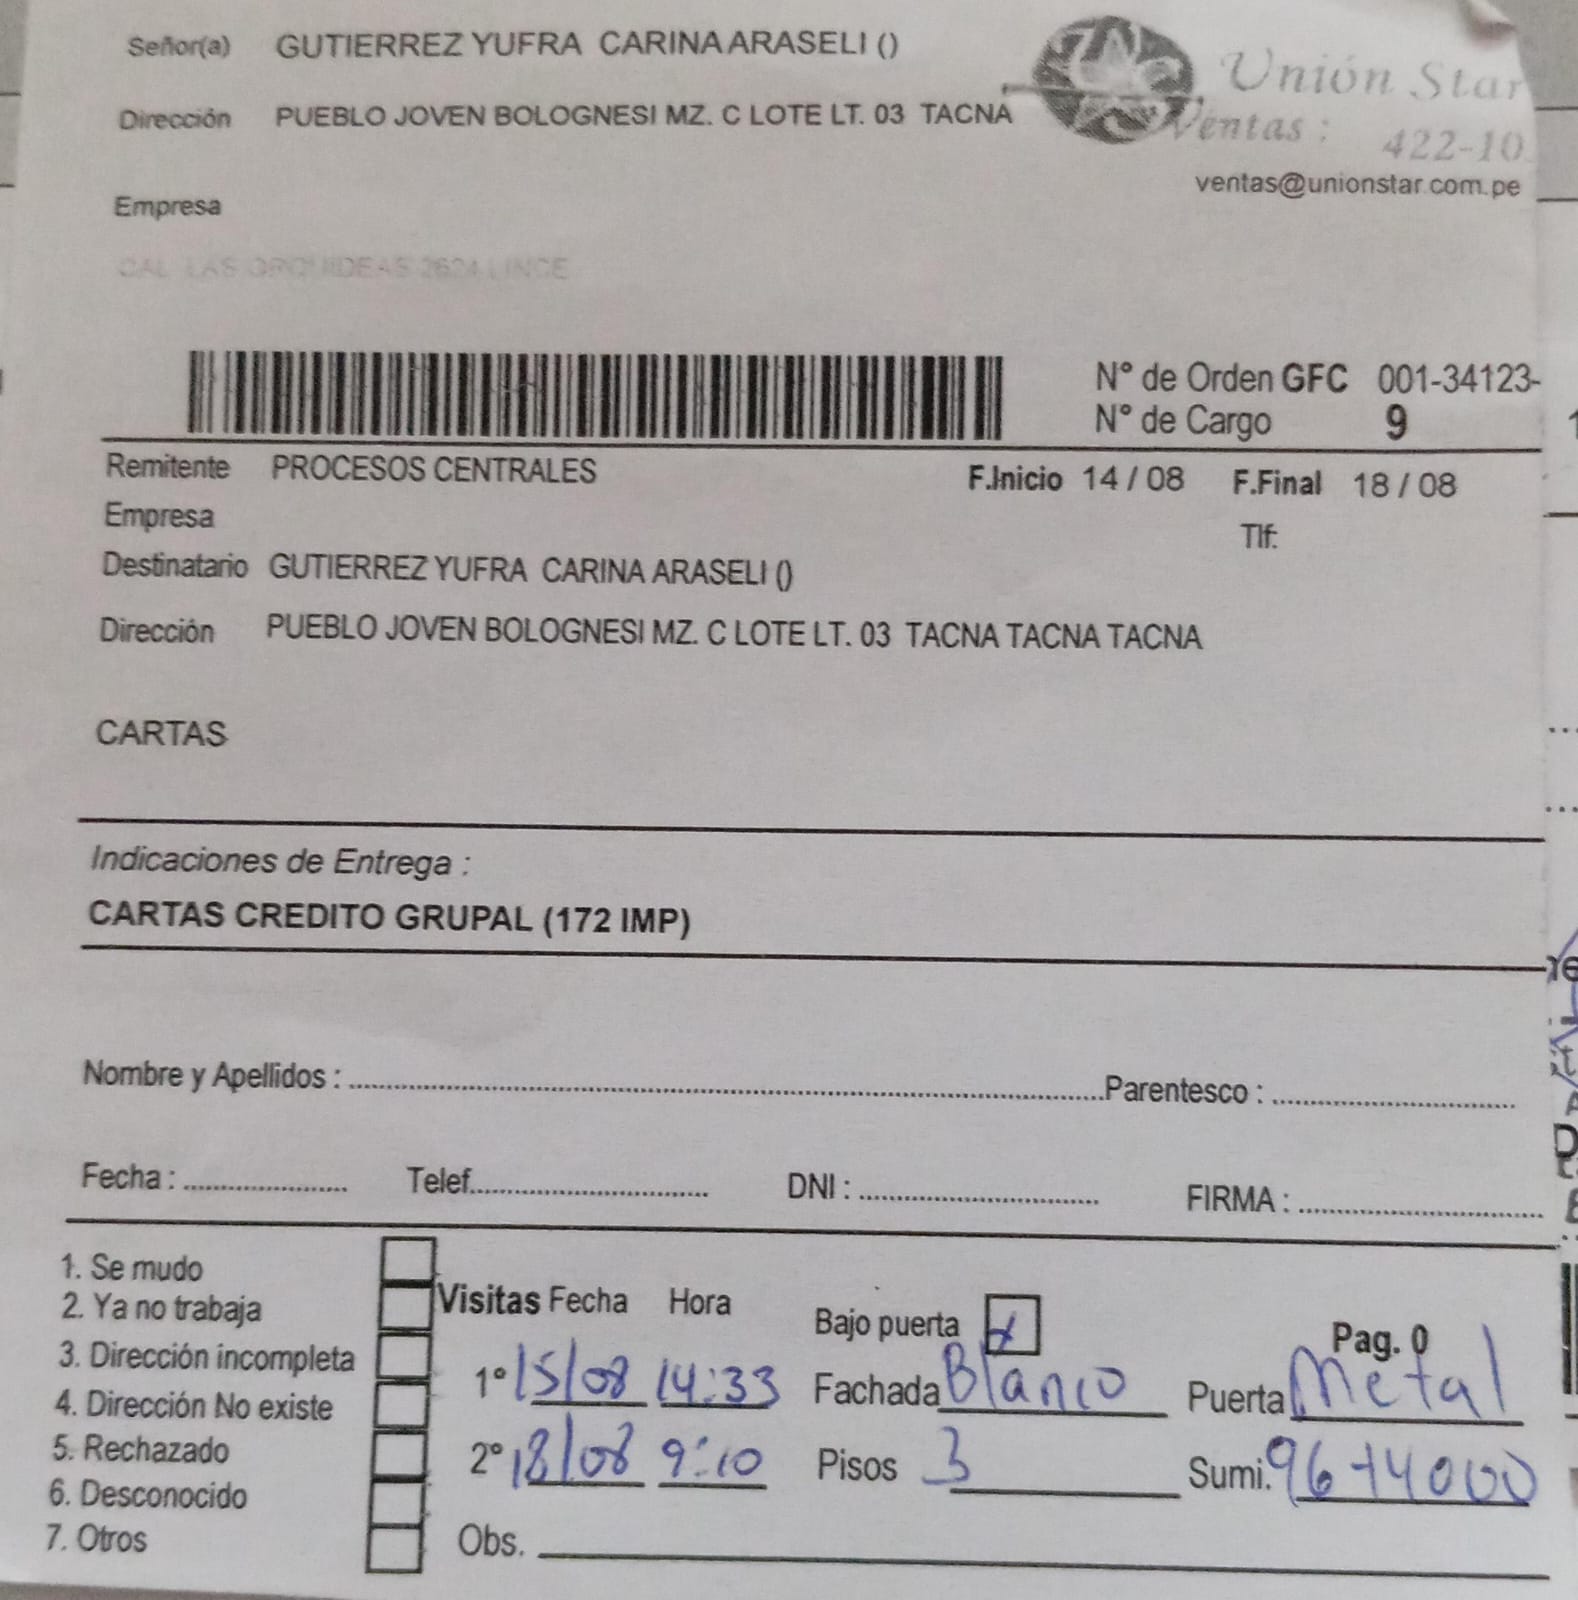 Señor(a) GUTIERREZ YUFRA CARINA ARASELI ()
Unión Star
Dirección PUEBLO JOVEN BOLOGNESI MZ. C LOTE LT. 03 TACNA
Ventas : 422-10
ventas@unionstar.com.pe
Empresa
CAL LAS ORQUIDEAS 2624 LINCE
N° de Orden GFC 001-34123-
N° de Cargo 9
Remitente PROCESOS CENTRALES F.Inicio 14 / 08 F.Final 18 / 08
Empresa
Tlf:
Destinatario GUTIERREZ YUFRA CARINA ARASELI ()
Dirección PUEBLO JOVEN BOLOGNESI MZ. C LOTE LT. 03 TACNA TACNA TACNA
CARTAS
Indicaciones de Entrega :
CARTAS CREDITO GRUPAL (172 IMP)
Nombre y Apellidos : Parentesco :
Fecha : Telef. DNI : FIRMA :
1. Se mudo
2. Ya no trabaja
3. Dirección incompleta
4. Dirección No existe
5. Rechazado
6. Desconocido
7. Otros
Visitas Fecha Hora Bajo puerta x Pag. 0
1° 15/08 14:33 Fachada Blanco Puerta Metal
2° 18/08 9:10 Pisos 3 Sumi.
Obs.